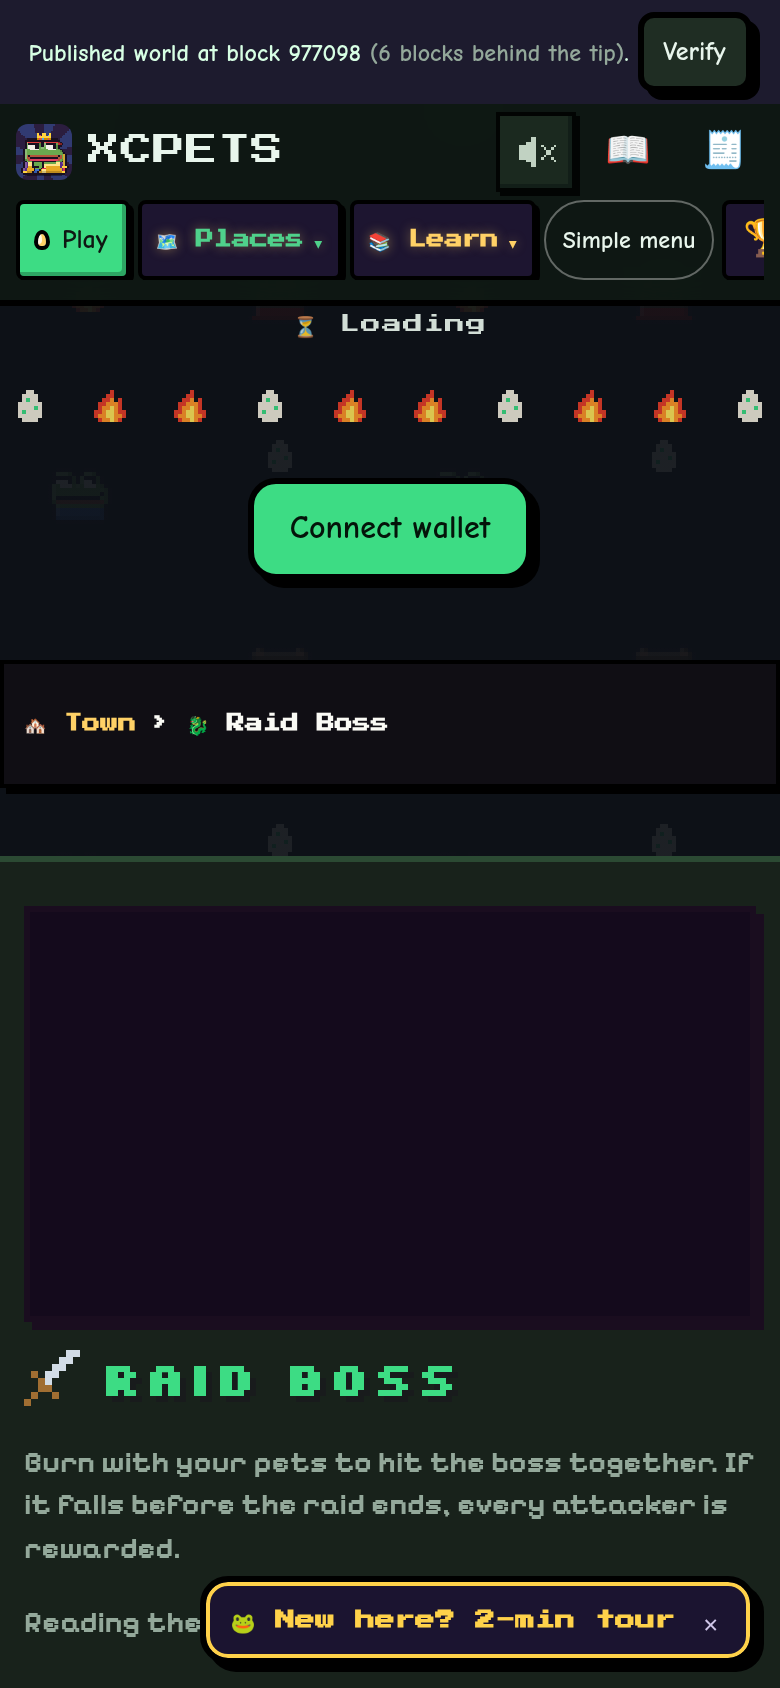 Published world at block 977098 (6 blocks behind the tip).
Verify
XCPETS
Play
Places ▾
Learn ▾
Simple menu
Loading
Connect wallet
Town › Raid Boss
RAID BOSS
Burn with your pets to hit the boss together. If
it falls before the raid ends, every attacker is
rewarded.
Reading the
New here? 2-min tour ×